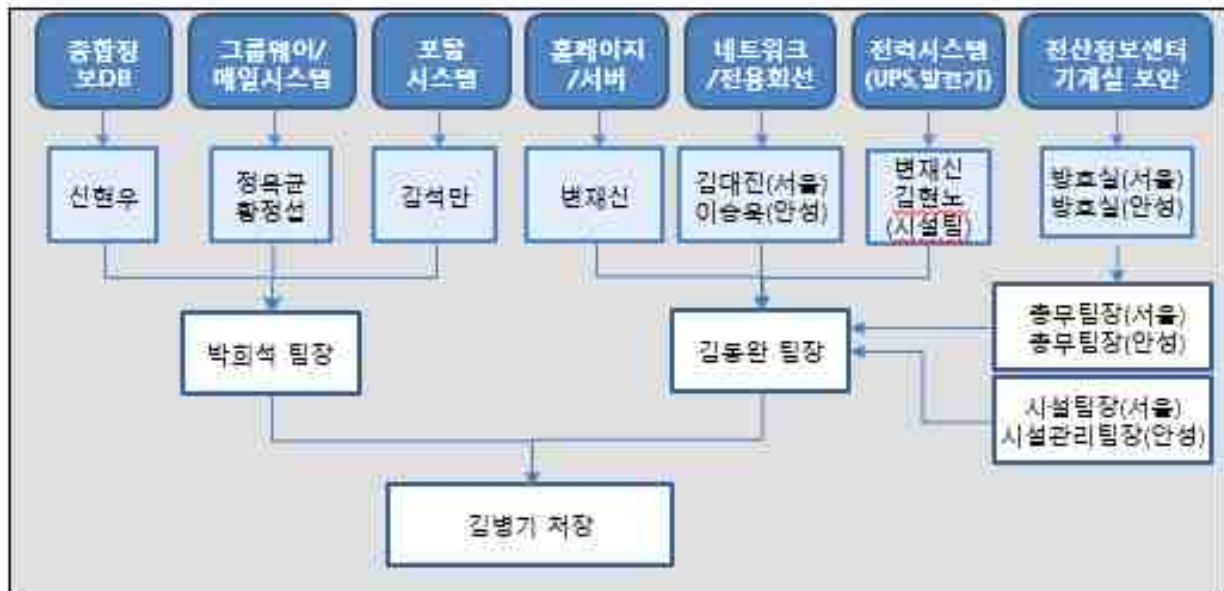 종합정
보DB
그룹웨이/
메일시스템
포탈
시스템
홈페이지
/서버
네트워크
/전용회선
전력시스템
(UPS,발전기)
전산정보센터
기계실 보안
신현우
정목균
황정섭
김석만
변재신
김대진(서울)
이승욱(안성)
변재신
김현노
(시설팀)
방호실(서울)
방호실(안성)
박희석 팀장
김동완 팀장
총무팀장(서울)
총무팀장(안성)
시설팀장(서울)
시설관리팀장(안성)
김병기 처장